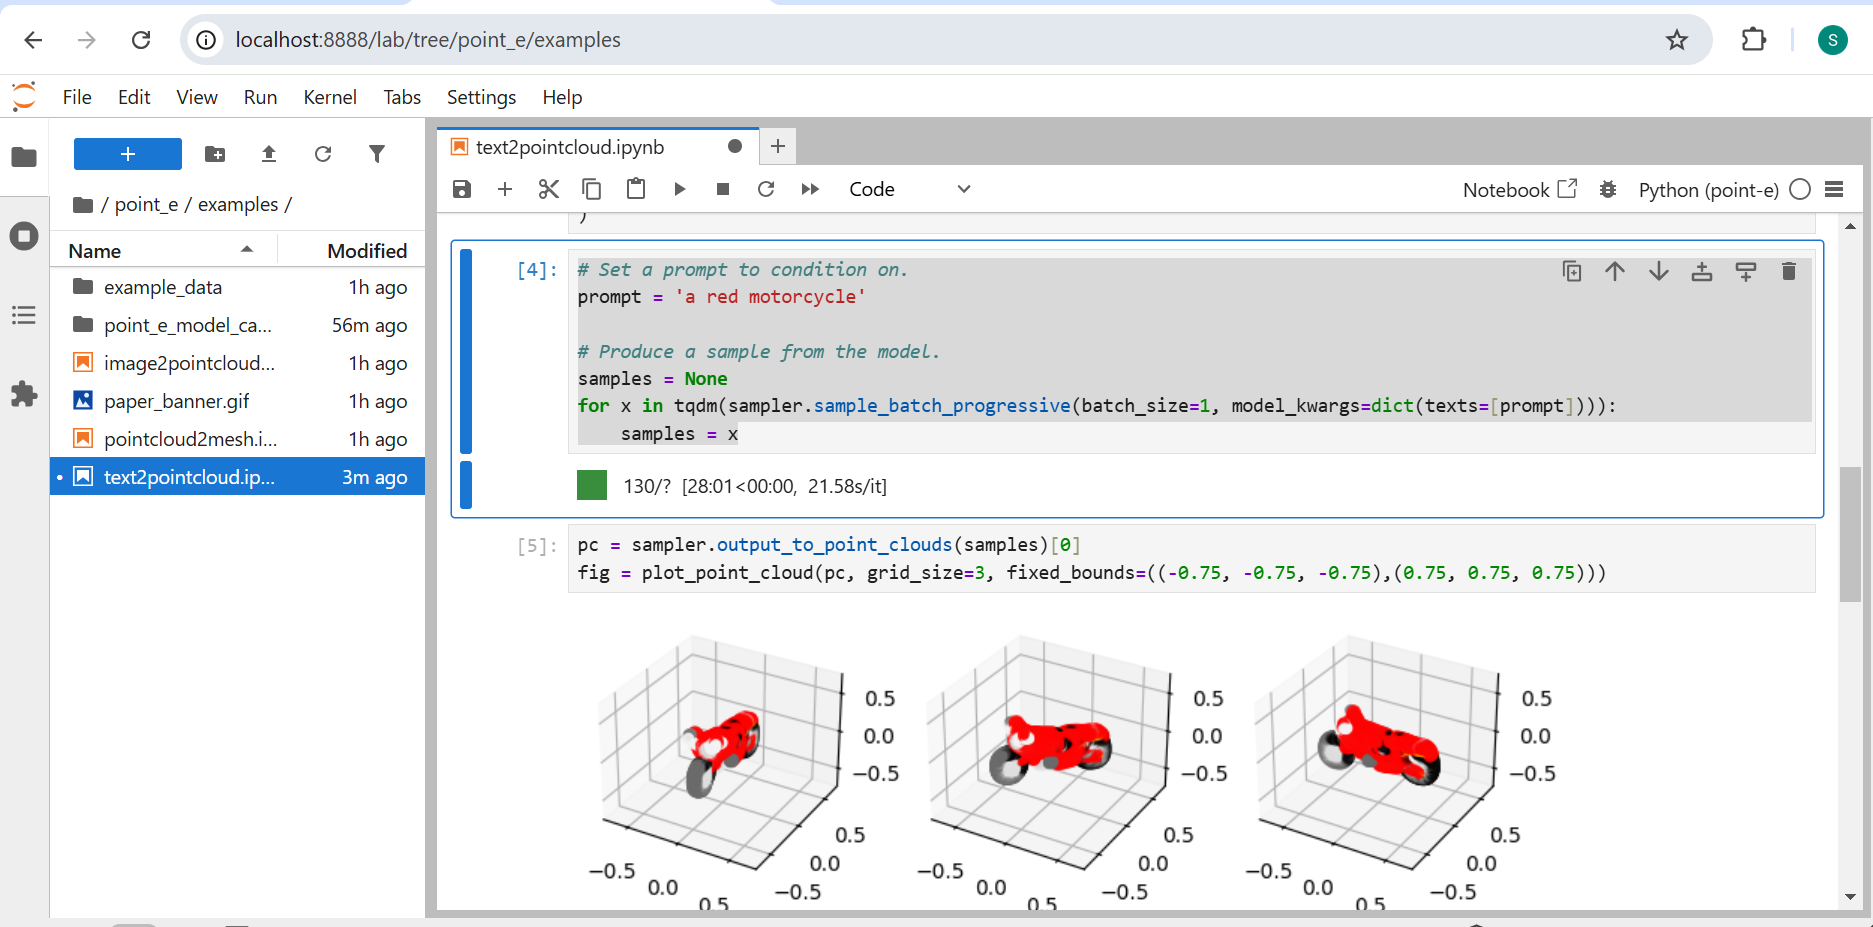 localhost:8888/lab/tree/point_e/examples
S
File Edit View Run Kernel Tabs Settings Help
+
/ point_e / examples /
Name Modified
example_data 1h ago
point_e_model_ca... 56m ago
image2pointcloud... 1h ago
paper_banner.gif 1h ago
pointcloud2mesh.i... 1h ago
text2pointcloud.ip... 3m ago
text2pointcloud.ipynb
Code
Notebook
Python (point-e)
)
[4]:
# Set a prompt to condition on.
prompt = 'a red motorcycle'
# Produce a sample from the model.
samples = None
for x in tqdm(sampler.sample_batch_progressive(batch_size=1, model_kwargs=dict(texts=[prompt]))):
samples = x
130/? [28:01<00:00, 21.58s/it]
[5]:
pc = sampler.output_to_point_clouds(samples)[0]
fig = plot_point_cloud(pc, grid_size=3, fixed_bounds=((-0.75, -0.75, -0.75),(0.75, 0.75, 0.75)))
0.5 0.5 0.5
0.0 0.0 0.0
−0.5 −0.5 −0.5
0.5 0.5 0.5
0.0 0.0 0.0
−0.5 −0.5 −0.5
0.0 −0.5 0.0 −0.5 0.0 −0.5
0.5 0.5 0.5